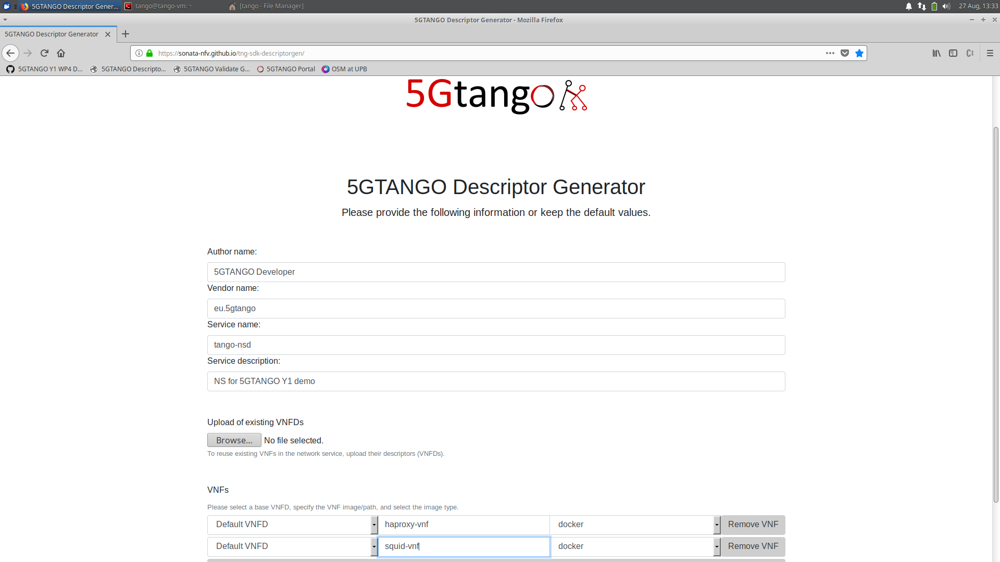 5GTANGO Descriptor Gener...
tango@tango-vm: ~
[tango - File Manager]
27 Aug, 13:33
5GTANGO Descriptor Generator - Mozilla Firefox
5GTANGO Descriptor Generator
https://sonata-nfv.github.io/tng-sdk-descriptorgen/
5GTANGO Y1 WP4 D...
5GTANGO Descripto...
5GTANGO Validate G...
5GTANGO Portal
OSM at UPB
5Gtango
5GTANGO Descriptor Generator
Please provide the following information or keep the default values.
Author name:
5GTANGO Developer
Vendor name:
eu.5gtango
Service name:
tango-nsd
Service description:
NS for 5GTANGO Y1 demo
Upload of existing VNFDs
Browse... No file selected.
To reuse existing VNFs in the network service, upload their descriptors (VNFDs).
VNFs
Please select a base VNFD, specify the VNF image/path, and select the image type.
Default VNFD haproxy-vnf docker Remove VNF
Default VNFD squid-vnf docker Remove VNF